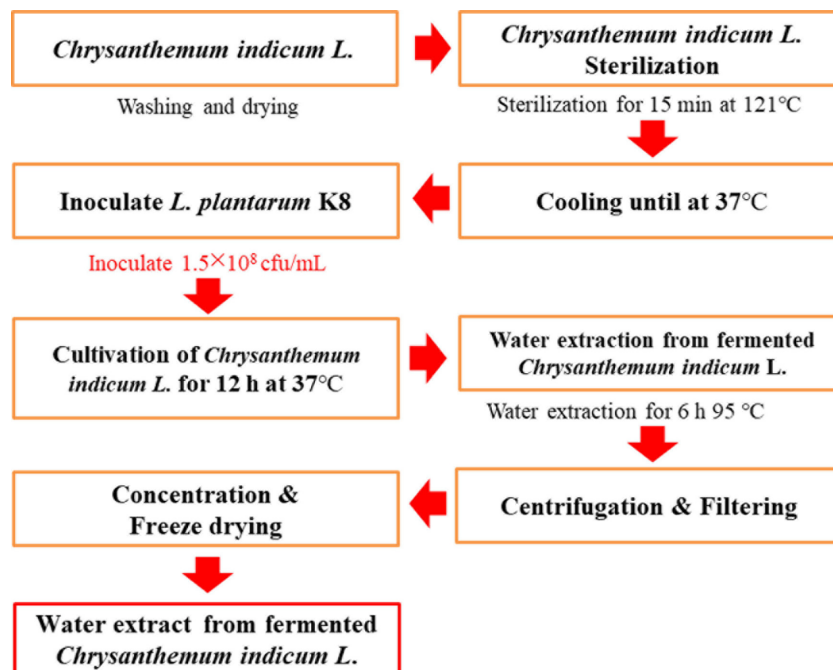 Chrysanthemum indicum L.
Washing and drying
Chrysanthemum indicum L.
Sterilization
Sterilization for 15 min at 121℃
Cooling until at 37℃
Inoculate L. plantarum K8
Inoculate 1.5×10⁸ cfu/mL
Cultivation of Chrysanthemum
indicum L. for 12 h at 37℃
Water extraction from fermented
Chrysanthemum indicum L.
Water extraction for 6 h 95 ℃
Centrifugation & Filtering
Concentration &
Freeze drying
Water extract from fermented
Chrysanthemum indicum L.